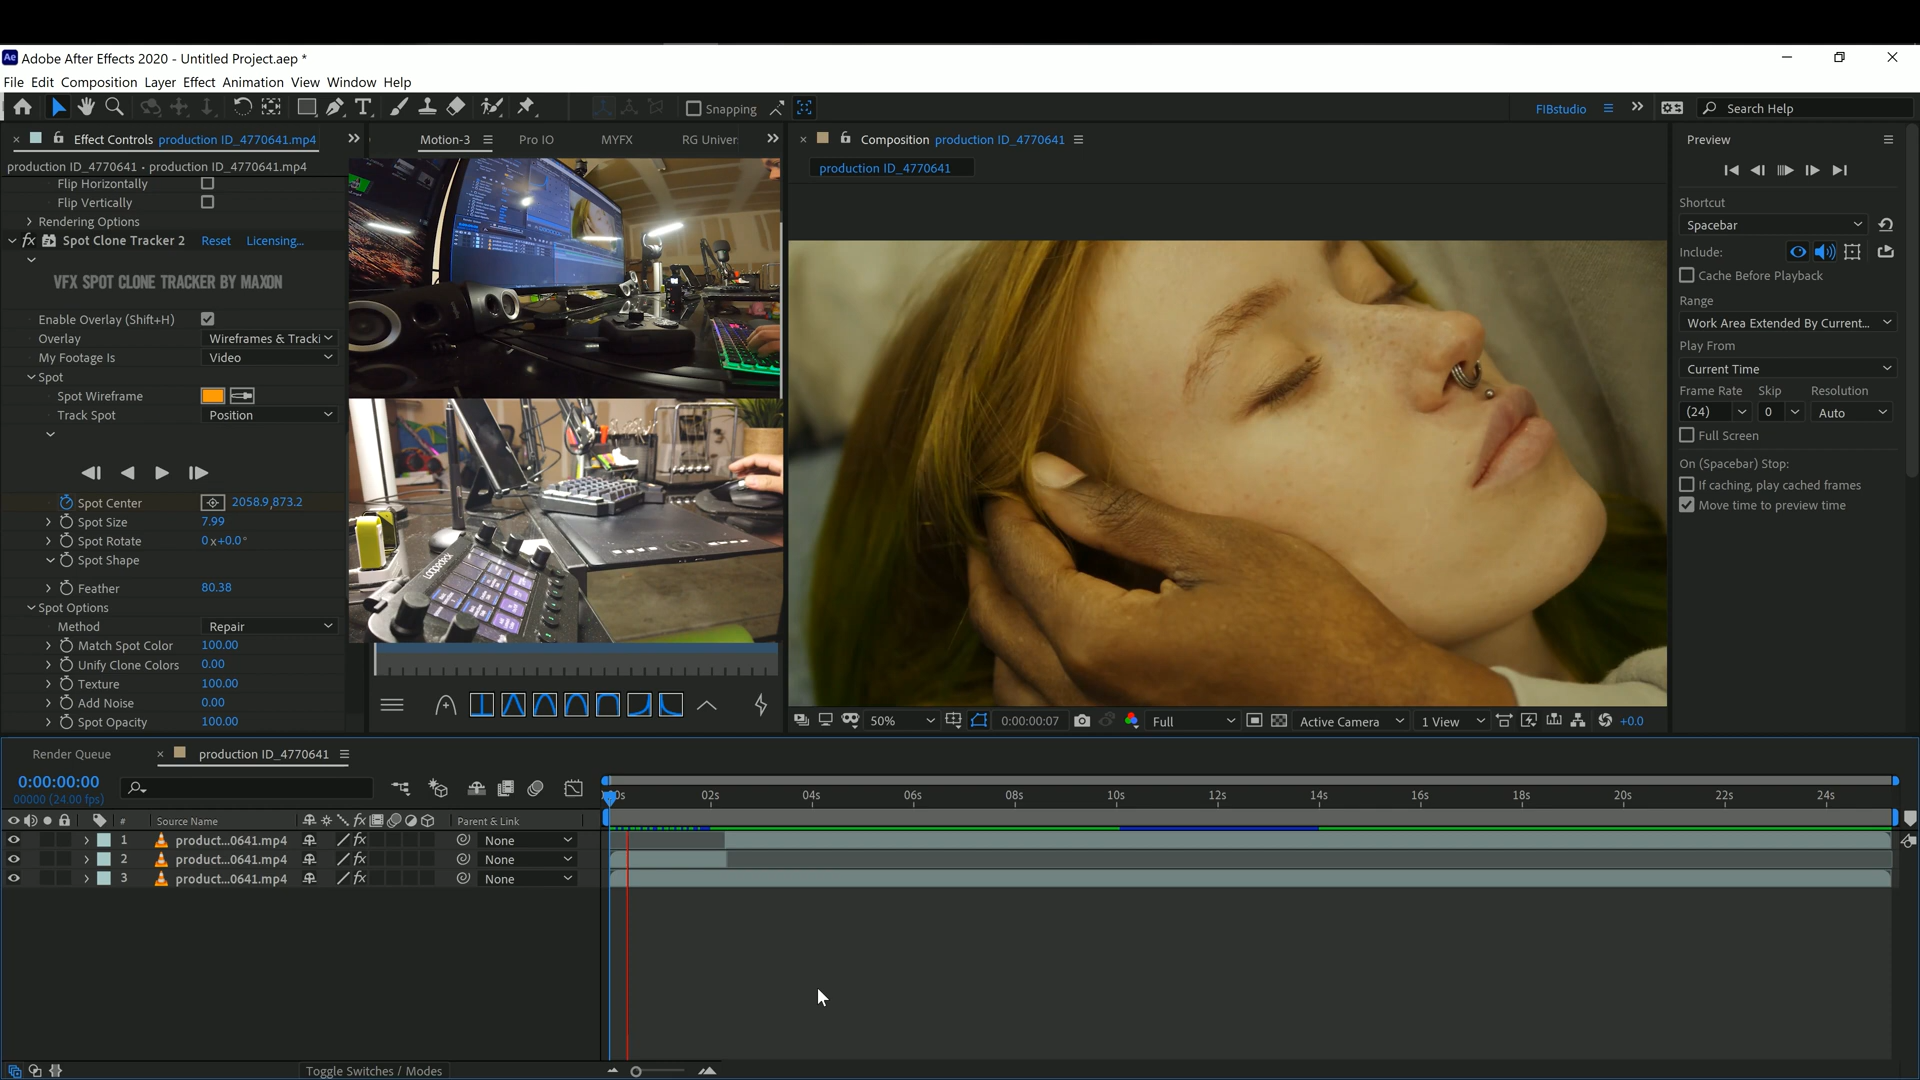 Adobe After Effects 2020 - Untitled Project.aep *
File Edit Composition Layer Effect Animation View Window Help
Snapping
FIBstudio
Search Help
Effect Controls production ID_4770641.mp4
production ID_4770641 • production ID_4770641.mp4
Flip Horizontally
Flip Vertically
Rendering Options
fx Spot Clone Tracker 2 Reset Licensing...
VFX SPOT CLONE TRACKER BY MAXON
Enable Overlay (Shift+H)
Overlay Wireframes & Tracki
My Footage Is Video
Spot
Spot Wireframe
Track Spot Position
Spot Center 2058.9,873.2
Spot Size 7.99
Spot Rotate 0x+0.0°
Spot Shape
Feather 80.38
Spot Options
Method Repair
Match Spot Color 100.00
Unify Clone Colors 0.00
Texture 100.00
Add Noise 0.00
Spot Opacity 100.00
Motion-3 Pro IO MYFX RG Univer
LOUPEDECK
Composition production ID_4770641
production ID_4770641
50% 0:00:00:07 Full Active Camera 1 View +0.0
Preview
Shortcut
Spacebar
Include:
Cache Before Playback
Range
Work Area Extended By Current...
Play From
Current Time
Frame Rate Skip Resolution
(24) 0 Auto
Full Screen
On (Spacebar) Stop:
If caching, play cached frames
Move time to preview time
Render Queue production ID_4770641
0:00:00:00
00000 (24.00 fps)
0s 02s 04s 06s 08s 10s 12s 14s 16s 18s 20s 22s 24s
# Source Name fx Parent & Link
1 product...0641.mp4 fx None
2 product...0641.mp4 fx None
3 product...0641.mp4 fx None
Toggle Switches / Modes